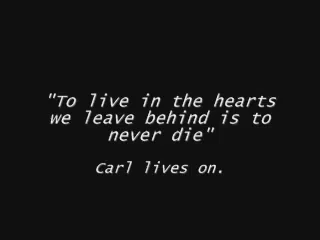 "To live in the hearts
we leave behind is to
never die"
Carl lives on.